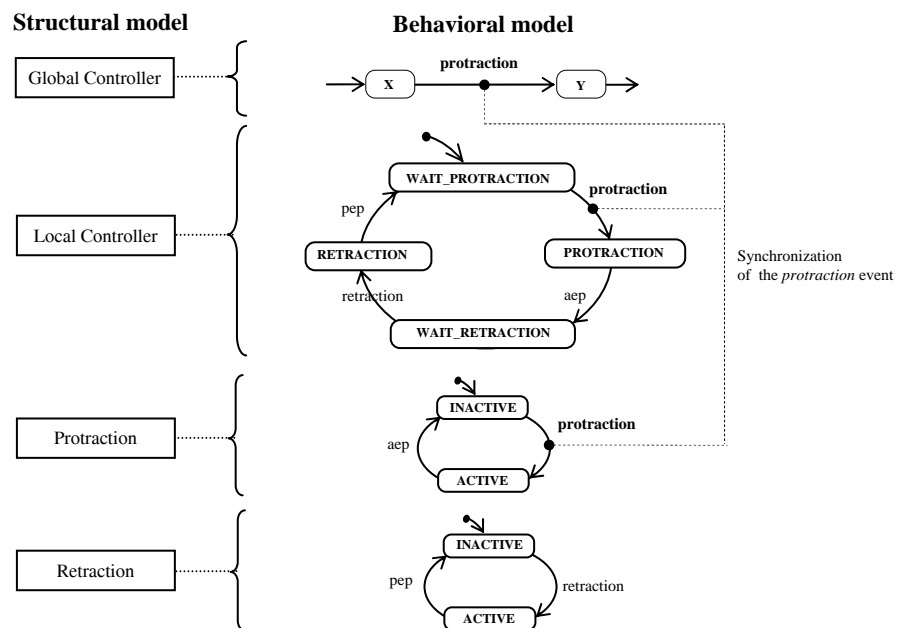 Structural model
Behavioral model
Global Controller
protraction
X
Y
WAIT_PROTRACTION
protraction
pep
Local Controller
RETRACTION
PROTRACTION
Synchronization
of the protraction event
retraction
aep
WAIT_RETRACTION
INACTIVE
protraction
Protraction
aep
ACTIVE
INACTIVE
Retraction
pep
retraction
ACTIVE